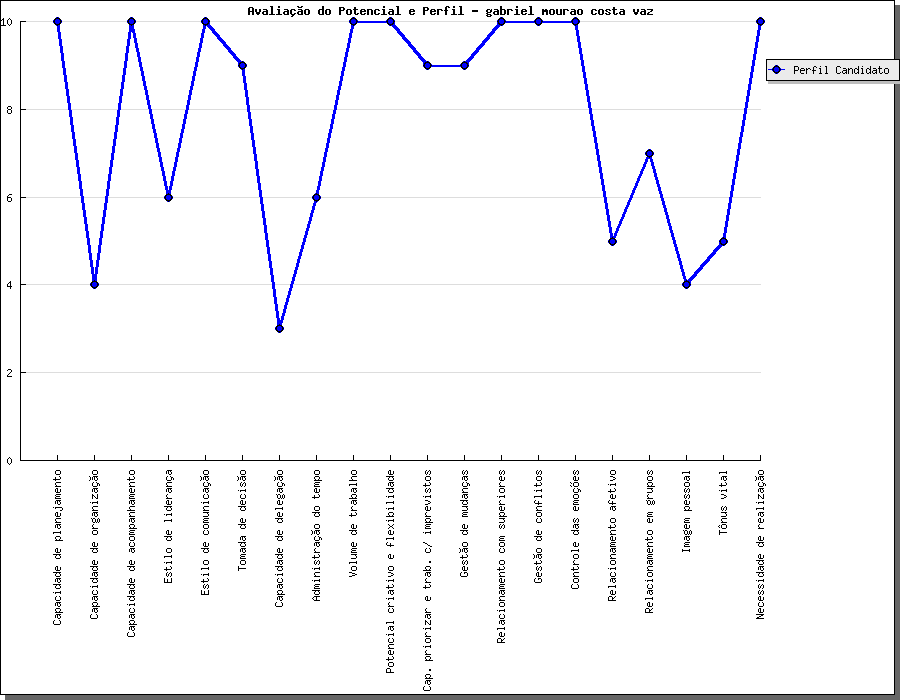 Avaliação do Potencial e Perfil - gabriel mourao costa vaz
Perfil Candidato
10
8
6
4
2
0
Capacidade de planejamento
Capacidade de organização
Capacidade de acompanhamento
Estilo de liderança
Estilo de comunicação
Tomada de decisão
Capacidade de delegação
Administração do tempo
Volume de trabalho
Potencial criativo e flexibilidade
Cap. priorizar e trab. c/ imprevistos
Gestão de mudanças
Relacionamento com superiores
Gestão de conflitos
Controle das emoções
Relacionamento afetivo
Relacionamento em grupos
Imagem pessoal
Tônus vital
Necessidade de realização